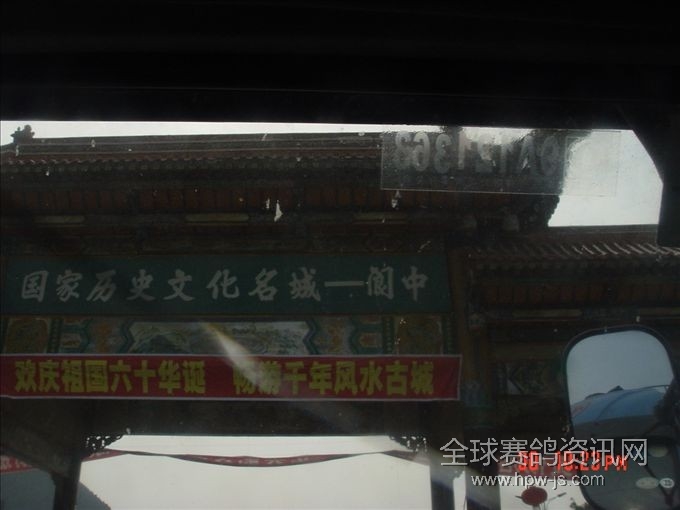 国家历史文化名城—阆中
欢庆祖国六十华诞 畅游千年风水古城
全球赛鸽资讯网
www.hpw-js.com